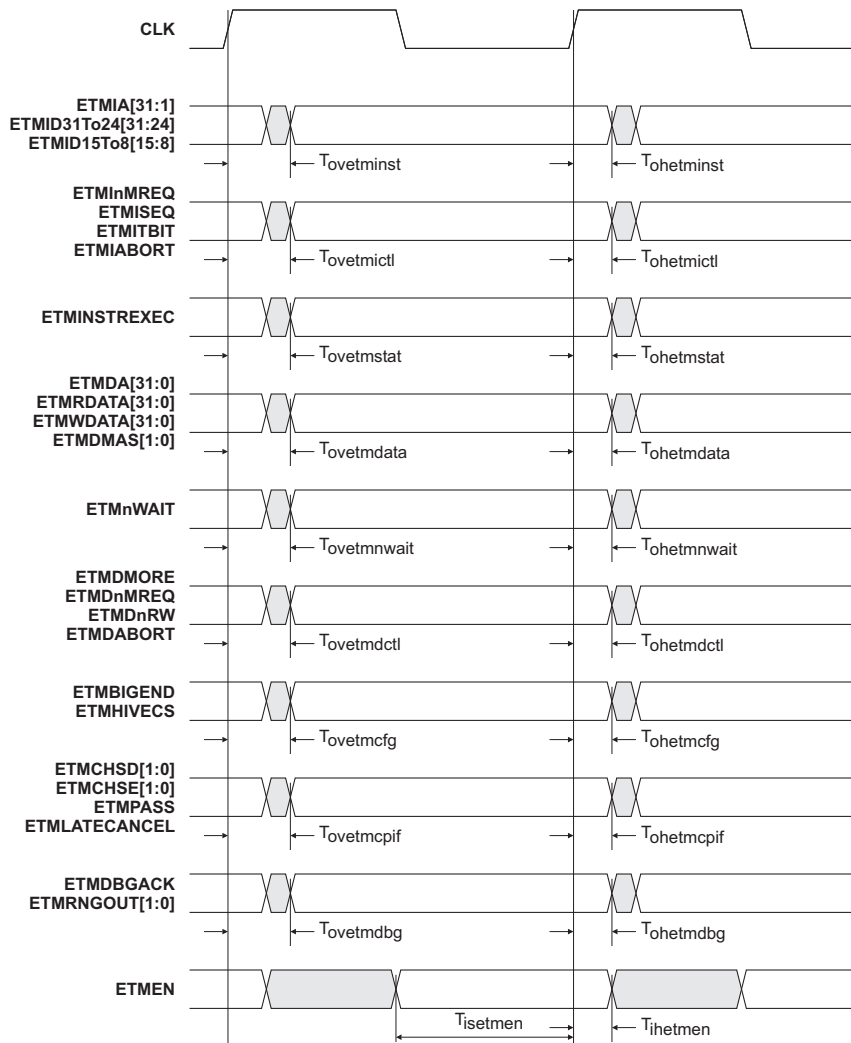 CLK
ETMIA[31:1]
ETMID31To24[31:24]
ETMID15To8[15:8]
Tovetminst
Tohetminst
ETMInMREQ
ETMISEQ
ETMITBIT
ETMIABORT
Tovetmictl
Tohetmictl
ETMINSTREXEC
Tovetmstat
Tohetmstat
ETMDA[31:0]
ETMRDATA[31:0]
ETMWDATA[31:0]
ETMDMAS[1:0]
Tovetmdata
Tohetmdata
ETMnWAIT
Tovetmnwait
Tohetmnwait
ETMDMORE
ETMDnMREQ
ETMDnRW
ETMDABORT
Tovetmdctl
Tohetmdctl
ETMBIGEND
ETMHIVECS
Tovetmcfg
Tohetmcfg
ETMCHSD[1:0]
ETMCHSE[1:0]
ETMPASS
ETMLATECANCEL
Tovetmcpif
Tohetmcpif
ETMDBGACK
ETMRNGOUT[1:0]
Tovetmdbg
Tohetmdbg
ETMEN
Tisetmen
Tihetmen